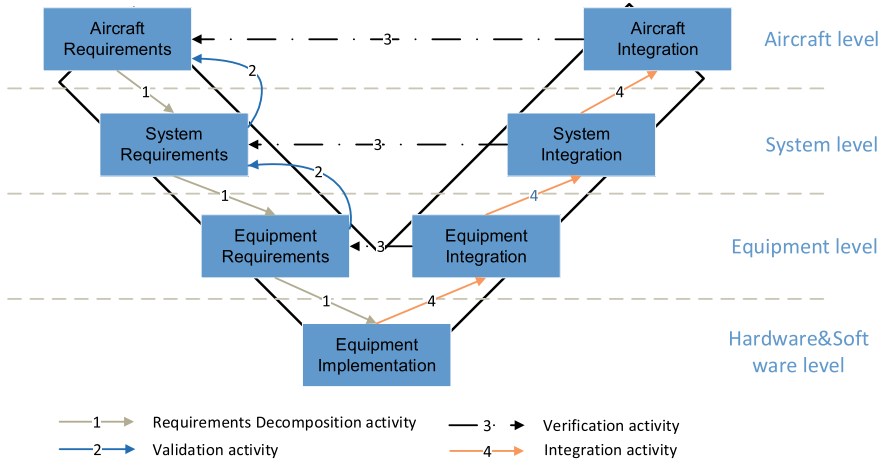 Aircraft
Requirements
3
Aircraft
Integration
Aircraft level
2
1
4
System
Requirements
3
System
Integration
System level
2
1
4
Equipment
Requirements
3
Equipment
Integration
Equipment level
1
4
Equipment
Implementation
Hardware&Soft
ware level
1 Requirements Decomposition activity
3 Verification activity
2 Validation activity
4 Integration activity